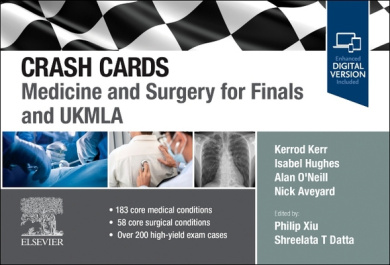 Enhanced
DIGITAL
VERSION
Included
CRASH CARDS
Medicine and Surgery for Finals
and UKMLA
Kerrod Kerr
Isabel Hughes
Alan O'Neill
Nick Aveyard
Edited by
Philip Xiu
Shreelata T Datta
• 183 core medical conditions
• 58 core surgical conditions
• Over 200 high-yield exam cases
ELSEVIER